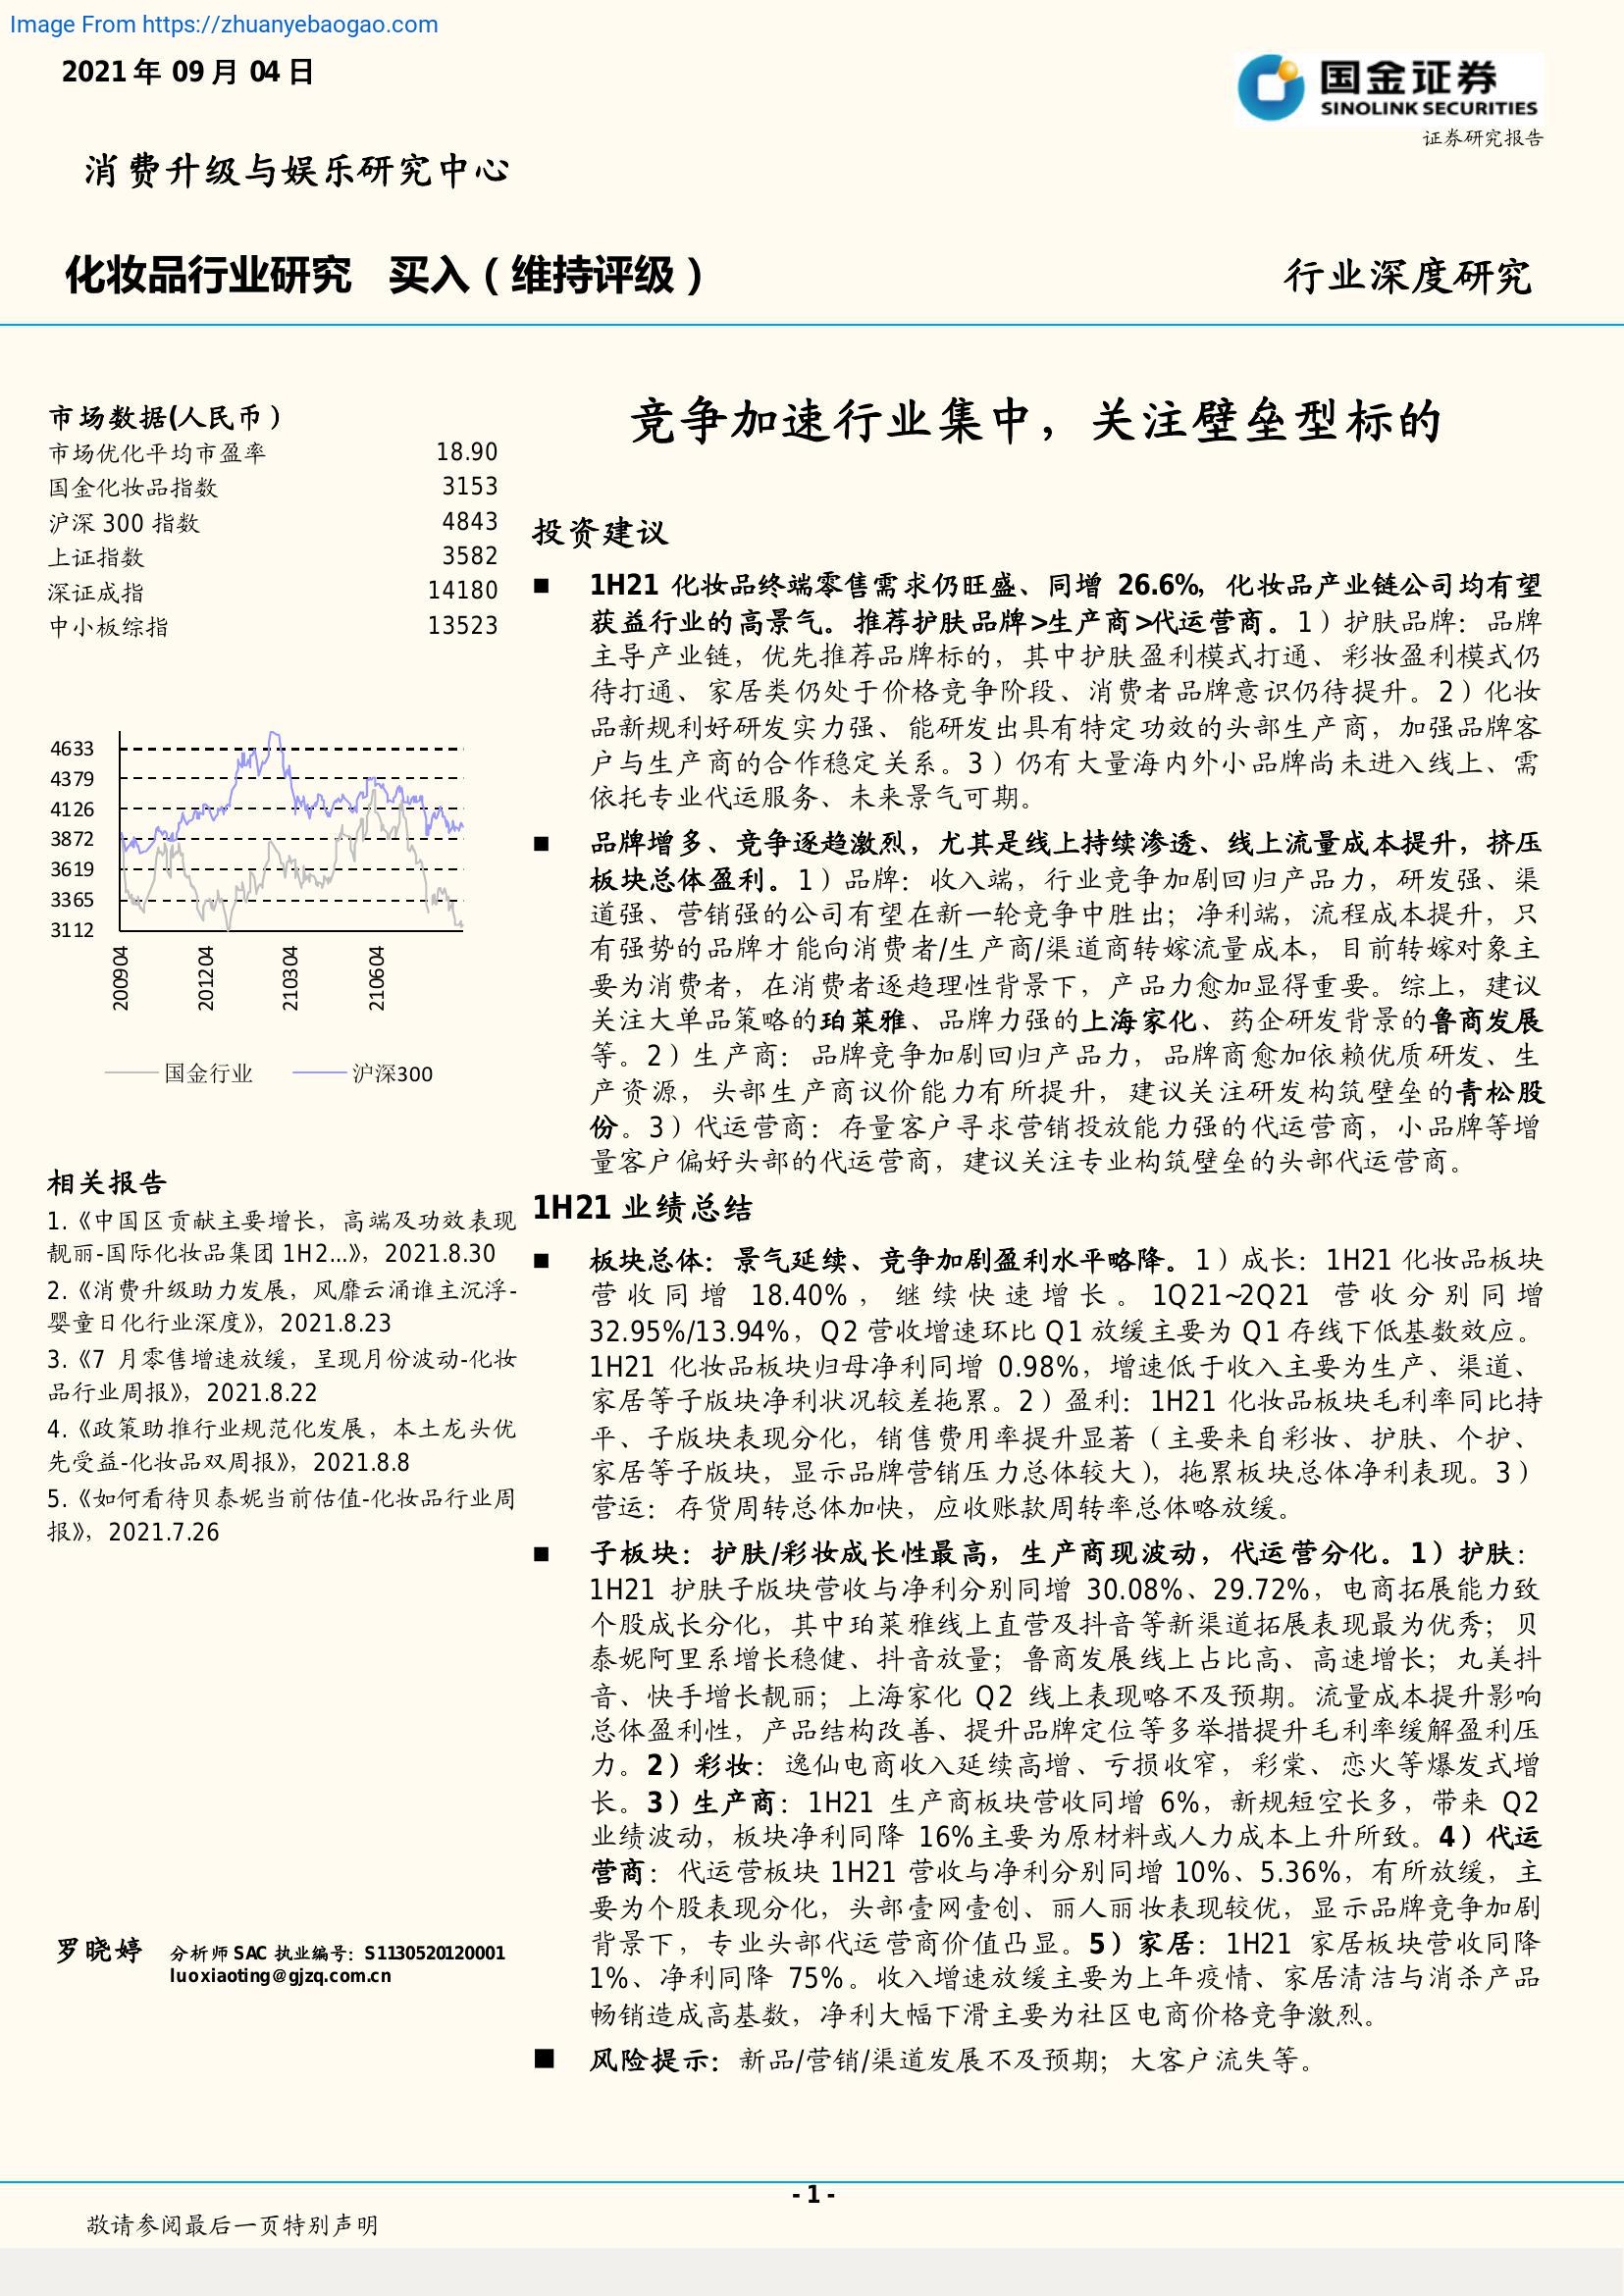 Image From https://zhuanyebaogao.com
2021 年 09 月 04 日
国金证券
SINOLINK SECURITIES
证券研究报告
消费升级与娱乐研究中心
化妆品行业研究 买入（维持评级）
行业深度研究
市场数据(人民币）
市场优化平均市盈率 18.90
国金化妆品指数 3153
沪深 300 指数 4843
上证指数 3582
深证成指 14180
中小板综指 13523
4633
4379
4126
3872
3619
3365
3112
200904
201204
210304
210604
国金行业 沪深300
相关报告
1.《中国区贡献主要增长，高端及功效表现
靓丽-国际化妆品集团 1H2...》，2021.8.30
2.《消费升级助力发展，风靡云涌谁主沉浮-
婴童日化行业深度》，2021.8.23
3.《7 月零售增速放缓，呈现月份波动-化妆
品行业周报》，2021.8.22
4.《政策助推行业规范化发展，本土龙头优
先受益-化妆品双周报》，2021.8.8
5.《如何看待贝泰妮当前估值-化妆品行业周
报》，2021.7.26
罗晓婷 分析师 SAC 执业编号：S1130520120001
luoxiaoting@gjzq.com.cn
竞争加速行业集中，关注壁垒型标的
投资建议
■ 1H21 化妆品终端零售需求仍旺盛、同增 26.6%，化妆品产业链公司均有望
获益行业的高景气。推荐护肤品牌>生产商>代运营商。1）护肤品牌：品牌
主导产业链，优先推荐品牌标的，其中护肤盈利模式打通、彩妆盈利模式仍
待打通、家居类仍处于价格竞争阶段、消费者品牌意识仍待提升。2）化妆
品新规利好研发实力强、能研发出具有特定功效的头部生产商，加强品牌客
户与生产商的合作稳定关系。3）仍有大量海内外小品牌尚未进入线上、需
依托专业代运服务、未来景气可期。
■ 品牌增多、竞争逐趋激烈，尤其是线上持续渗透、线上流量成本提升，挤压
板块总体盈利。1）品牌：收入端，行业竞争加剧回归产品力，研发强、渠
道强、营销强的公司有望在新一轮竞争中胜出；净利端，流程成本提升，只
有强势的品牌才能向消费者/生产商/渠道商转嫁流量成本，目前转嫁对象主
要为消费者，在消费者逐趋理性背景下，产品力愈加显得重要。综上，建议
关注大单品策略的珀莱雅、品牌力强的上海家化、药企研发背景的鲁商发展
等。2）生产商：品牌竞争加剧回归产品力，品牌商愈加依赖优质研发、生
产资源，头部生产商议价能力有所提升，建议关注研发构筑壁垒的青松股
份。3）代运营商：存量客户寻求营销投放能力强的代运营商，小品牌等增
量客户偏好头部的代运营商，建议关注专业构筑壁垒的头部代运营商。
1H21 业绩总结
■ 板块总体：景气延续、竞争加剧盈利水平略降。1）成长：1H21 化妆品板块
营收同增 18.40%，继续快速增长。1Q21~2Q21 营收分别同增
32.95%/13.94%，Q2 营收增速环比 Q1 放缓主要为 Q1 存线下低基数效应。
1H21 化妆品板块归母净利同增 0.98%，增速低于收入主要为生产、渠道、
家居等子版块净利状况较差拖累。2）盈利：1H21 化妆品板块毛利率同比持
平、子版块表现分化，销售费用率提升显著（主要来自彩妆、护肤、个护、
家居等子版块，显示品牌营销压力总体较大），拖累板块总体净利表现。3）
营运：存货周转总体加快，应收账款周转率总体略放缓。
■ 子板块：护肤/彩妆成长性最高，生产商现波动，代运营分化。1）护肤：
1H21 护肤子版块营收与净利分别同增 30.08%、29.72%，电商拓展能力致
个股成长分化，其中珀莱雅线上直营及抖音等新渠道拓展表现最为优秀；贝
泰妮阿里系增长稳健、抖音放量；鲁商发展线上占比高、高速增长；丸美抖
音、快手增长靓丽；上海家化 Q2 线上表现略不及预期。流量成本提升影响
总体盈利性，产品结构改善、提升品牌定位等多举措提升毛利率缓解盈利压
力。2）彩妆：逸仙电商收入延续高增、亏损收窄，彩棠、恋火等爆发式增
长。3）生产商：1H21 生产商板块营收同增 6%，新规短空长多，带来 Q2
业绩波动，板块净利同降 16%主要为原材料或人力成本上升所致。4）代运
营商：代运营板块 1H21 营收与净利分别同增 10%、5.36%，有所放缓，主
要为个股表现分化，头部壹网壹创、丽人丽妆表现较优，显示品牌竞争加剧
背景下，专业头部代运营商价值凸显。5）家居：1H21 家居板块营收同降
1%、净利同降 75%。收入增速放缓主要为上年疫情、家居清洁与消杀产品
畅销造成高基数，净利大幅下滑主要为社区电商价格竞争激烈。
■ 风险提示：新品/营销/渠道发展不及预期；大客户流失等。
- 1 -
敬请参阅最后一页特别声明